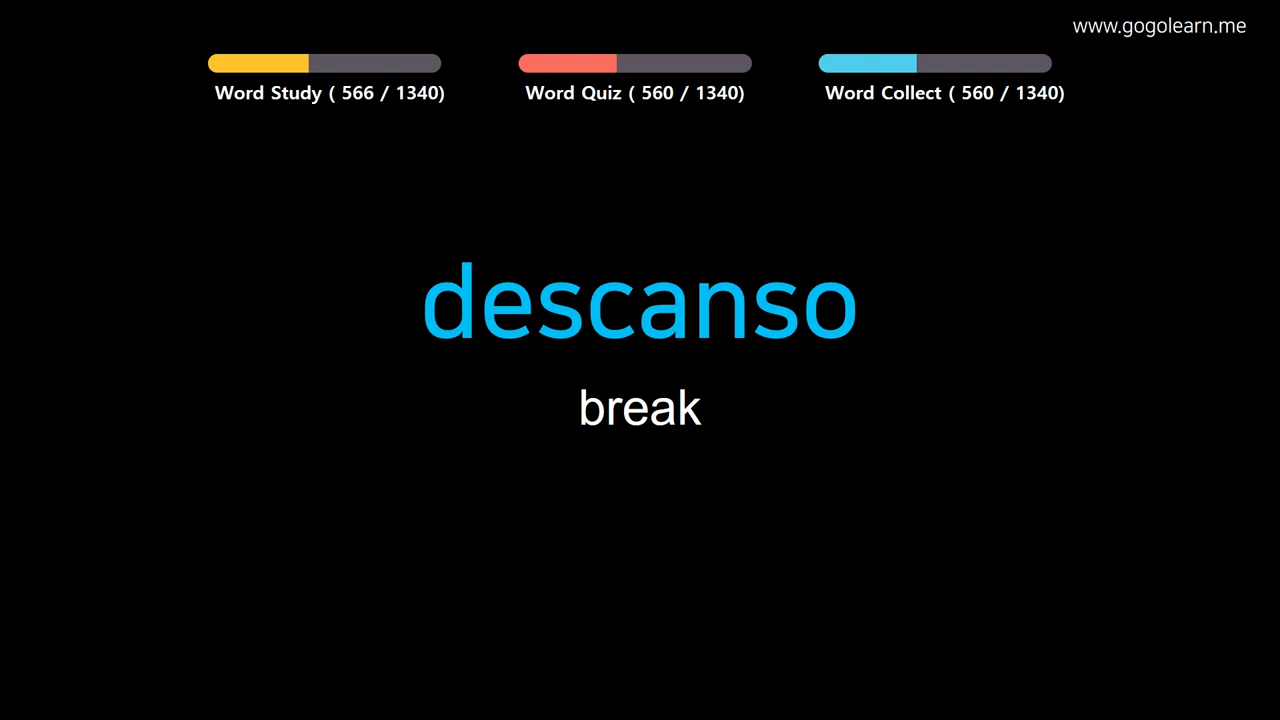 www.gogolearn.me
Word Study ( 566 / 1340)
Word Quiz ( 560 / 1340)
Word Collect ( 560 / 1340)
descanso
break